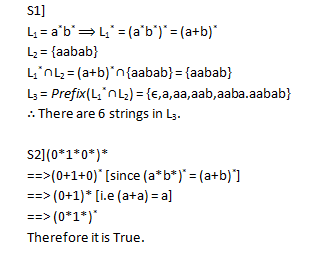 S1]
L₁ = a*b* ⟹ L₁* = (a*b*)* = (a+b)*
L₂ = {aabab}
L₁*∩L₂ = (a+b)*∩{aabab} = {aabab}
L₃ = Prefix(L₁*∩L₂) = {ϵ,a,aa,aab,aaba.aabab}
∴ There are 6 strings in L₃.
S2](0*1*0*)*
==>(0+1+0)* [since (a*b*)* = (a+b)*]
==> (0+1)* [i.e (a+a) = a]
==> (0*1*)*
Therefore it is True.